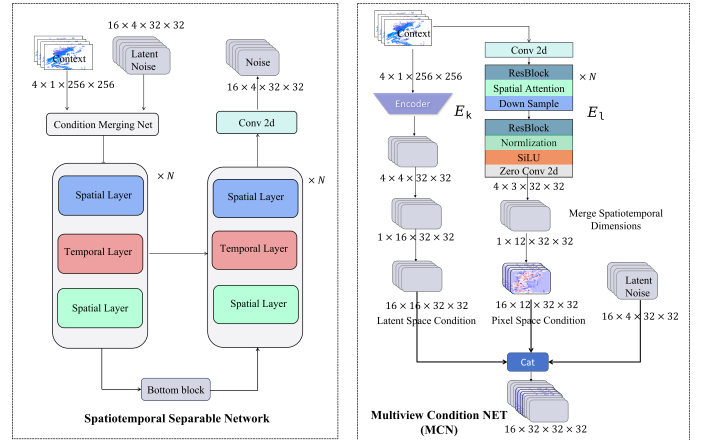 16 × 4 × 32 × 32
Context
Latent
Noise
4 × 1 × 256 × 256
Condition Merging Net
× N
Spatial Layer
Temporal Layer
Spatial Layer
Noise
16 × 4 × 32 × 32
Conv 2d
× N
Spatial Layer
Temporal Layer
Spatial Layer
Bottom block
Spatiotemporal Separable Network
Context
4 × 1 × 256 × 256
Encoder
E_k
4 × 4 × 32 × 32
1 × 16 × 32 × 32
16 × 16 × 32 × 32
Latent Space Condition
Conv 2d
ResBlock
× N
Spatial Attention
Down Sample
E_l
ResBlock
Normlization
SiLU
Zero Conv 2d
4 × 3 × 32 × 32
Merge Spatiotemporal
Dimensions
1 × 12 × 32 × 32
16 × 12 × 32 × 32
Pixel Space Condition
Latent
Noise
16 × 4 × 32 × 32
Cat
Multiview Condition NET
(MCN)
16 × 32 × 32 × 32